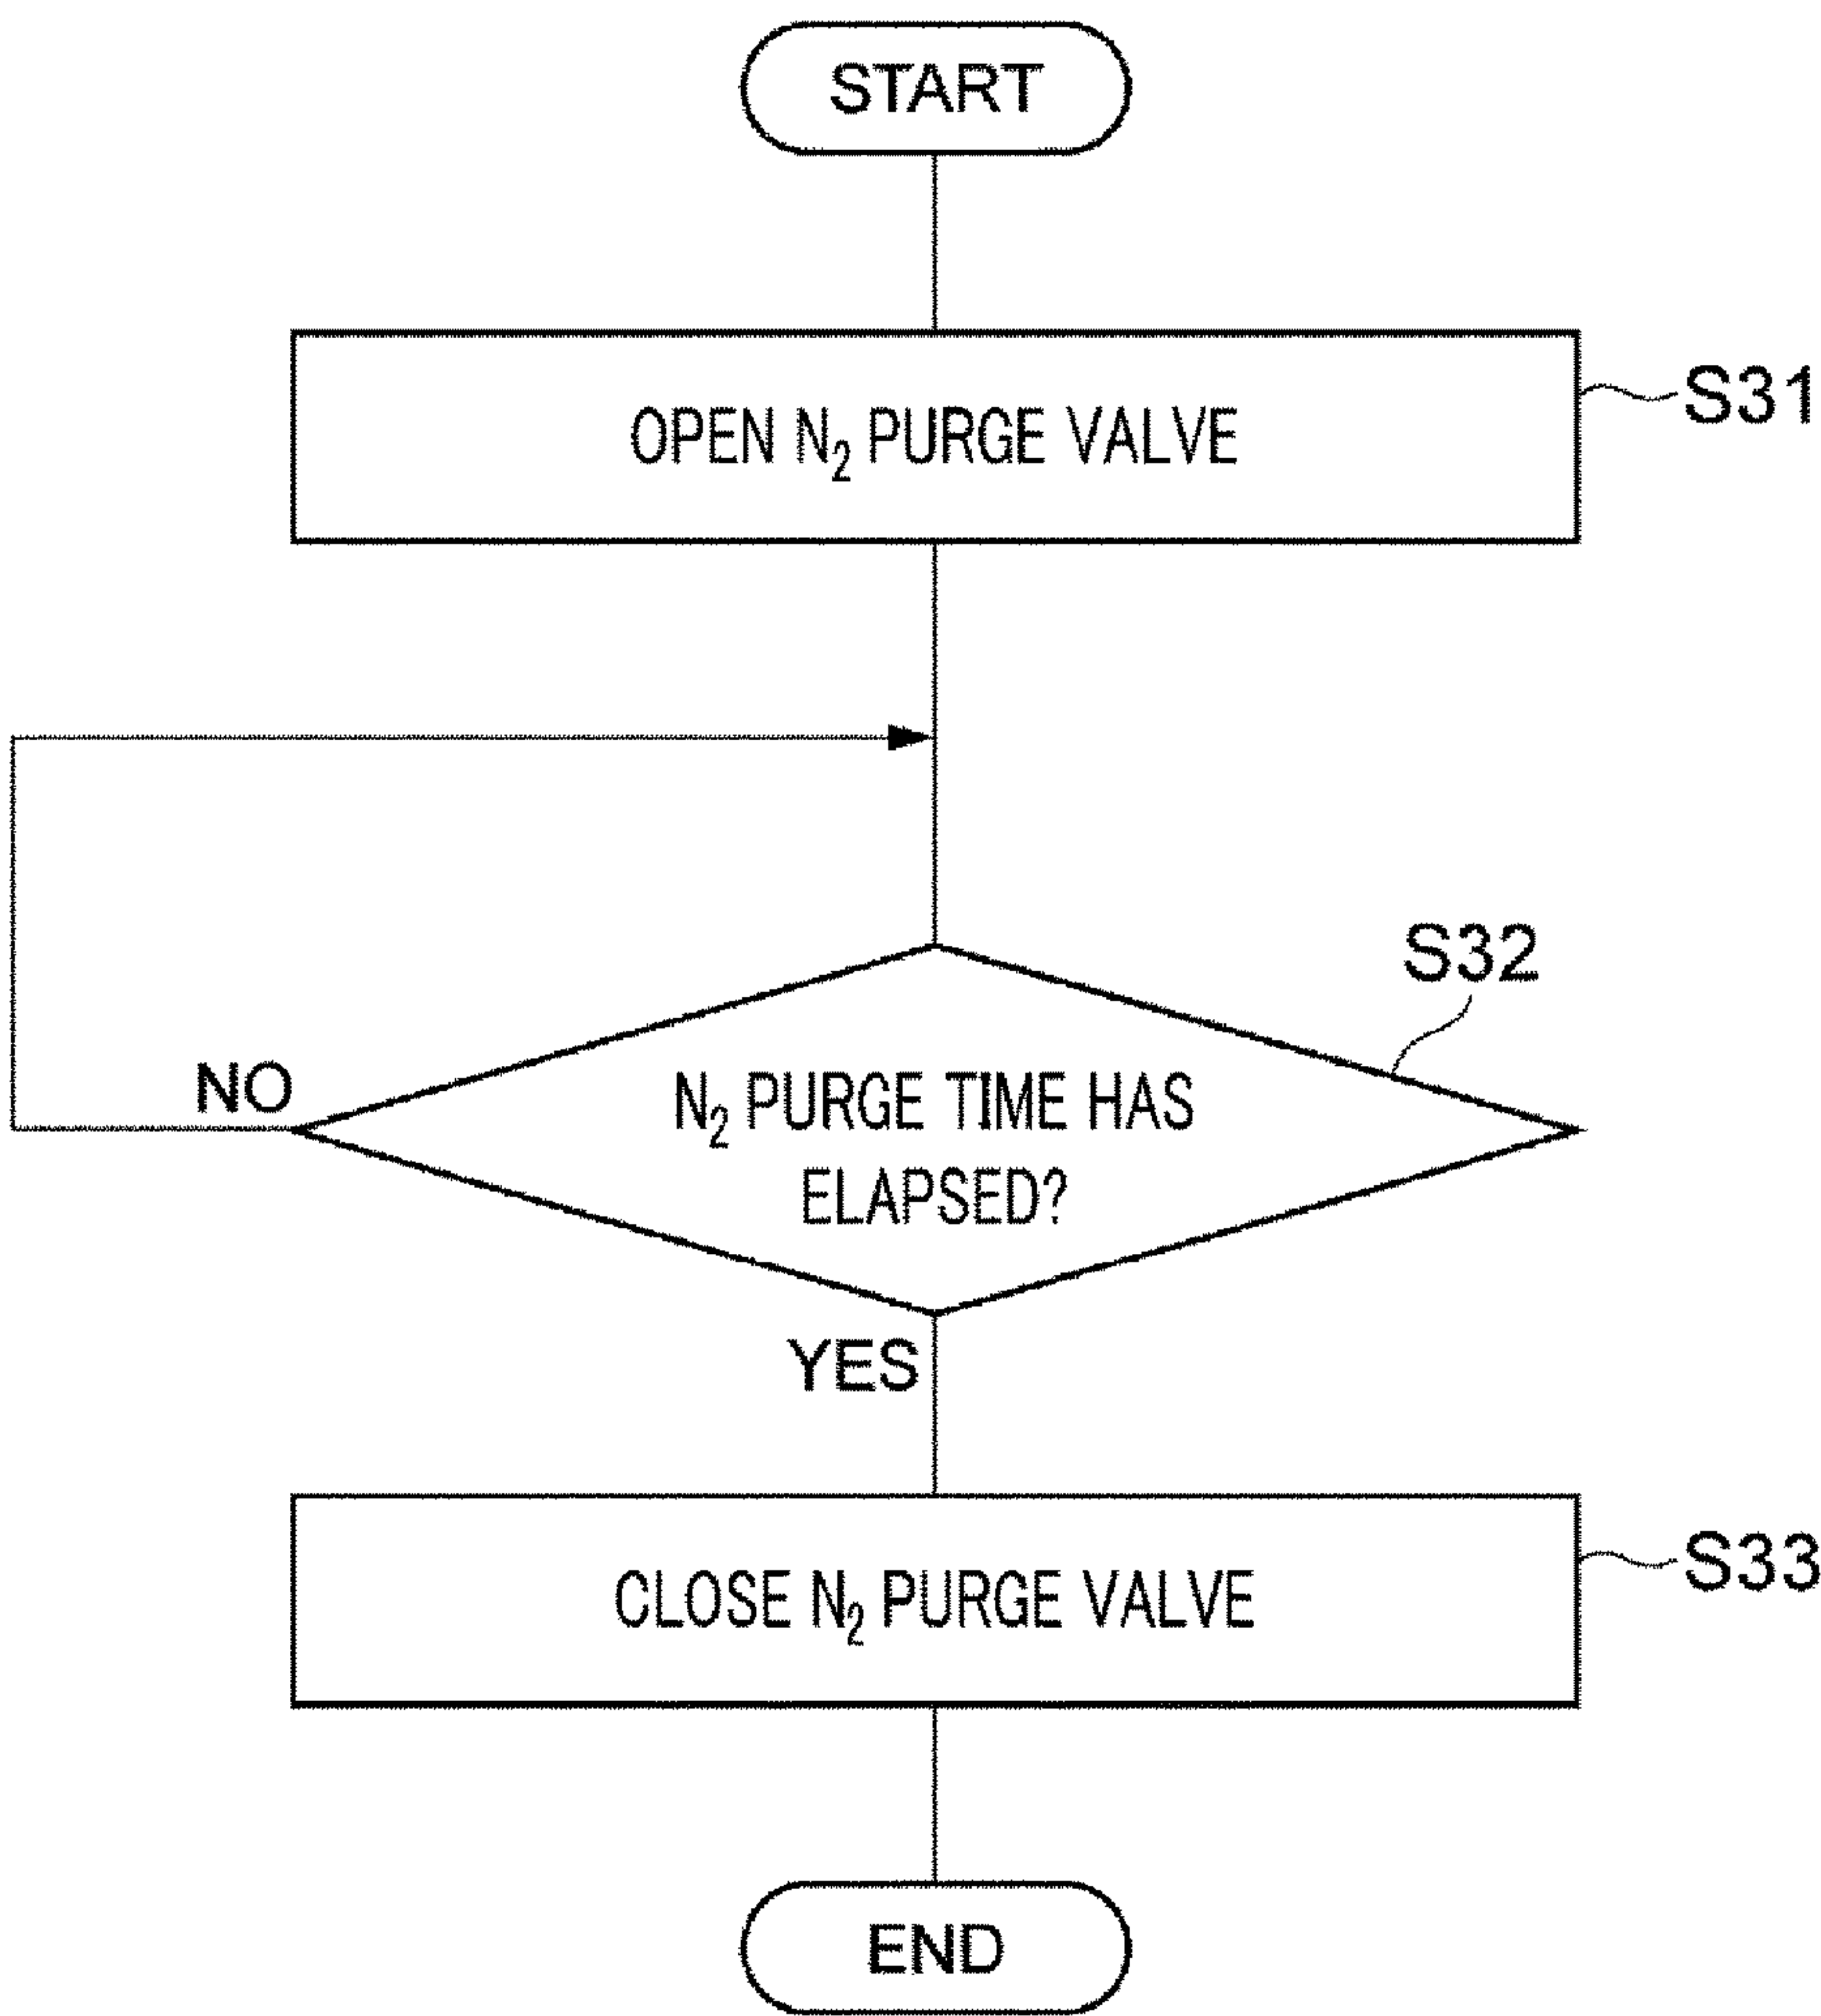 START
OPEN N₂ PURGE VALVE
S31
S32
NO
N₂ PURGE TIME HAS
ELAPSED?
YES
CLOSE N₂ PURGE VALVE
S33
END